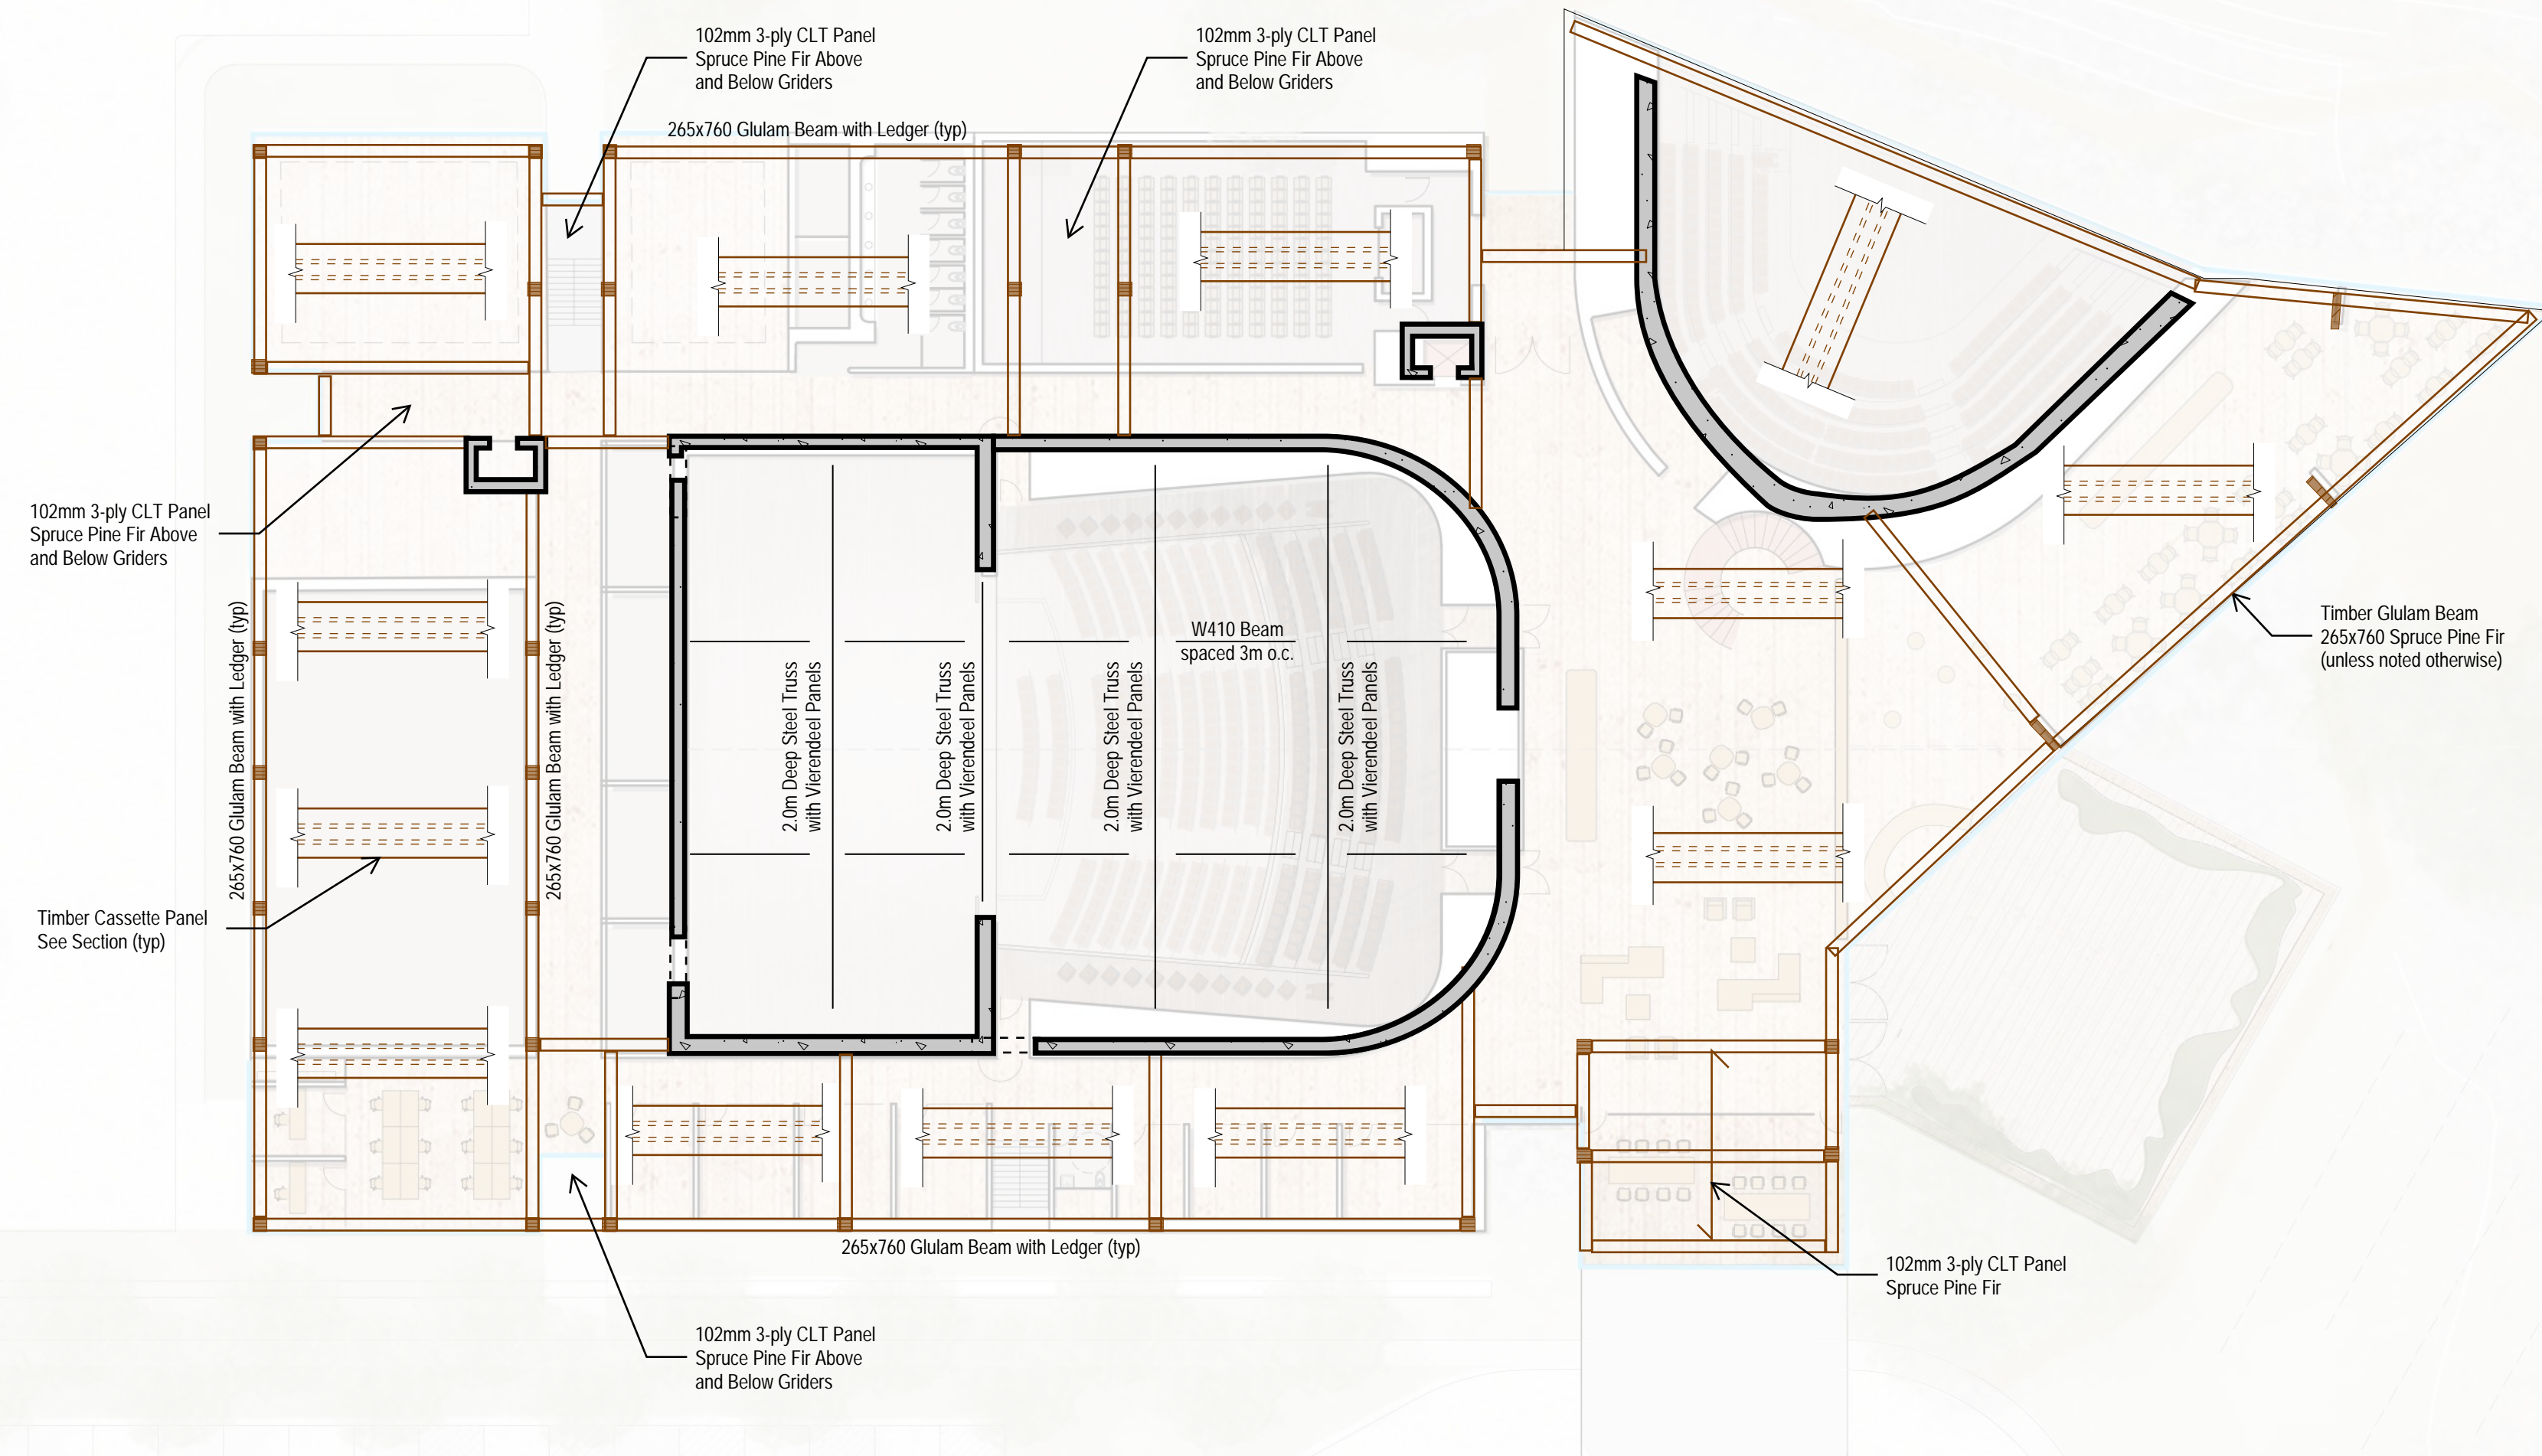 102mm 3-ply CLT Panel
Spruce Pine Fir Above
and Below Griders
102mm 3-ply CLT Panel
Spruce Pine Fir Above
and Below Griders
265x760 Glulam Beam with Ledger (typ)
102mm 3-ply CLT Panel
Spruce Pine Fir Above
and Below Griders
265x760 Glulam Beam with Ledger (typ)
265x760 Glulam Beam with Ledger (typ)
Timber Cassette Panel
See Section (typ)
2.0m Deep Steel Truss
with Vierendeel Panels
2.0m Deep Steel Truss
with Vierendeel Panels
2.0m Deep Steel Truss
with Vierendeel Panels
W410 Beam
spaced 3m o.c.
2.0m Deep Steel Truss
with Vierendeel Panels
Timber Glulam Beam
265x760 Spruce Pine Fir
(unless noted otherwise)
265x760 Glulam Beam with Ledger (typ)
102mm 3-ply CLT Panel
Spruce Pine Fir
102mm 3-ply CLT Panel
Spruce Pine Fir Above
and Below Griders